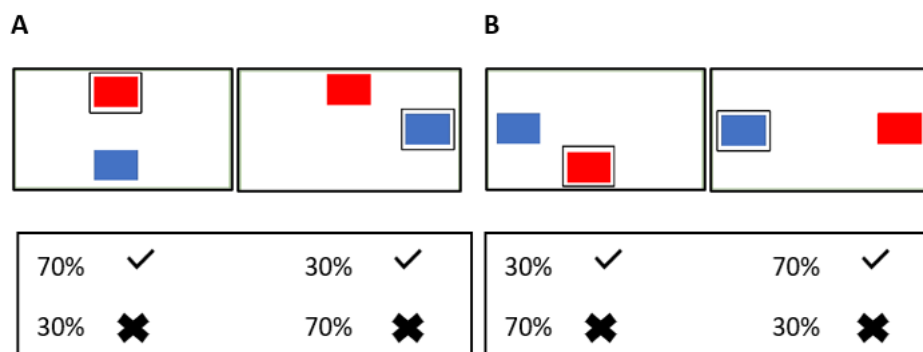 A B
70% ✓ 30% ✓ 30% ✓ 70% ✓
30% ✖ 70% ✖ 70% ✖ 30% ✖